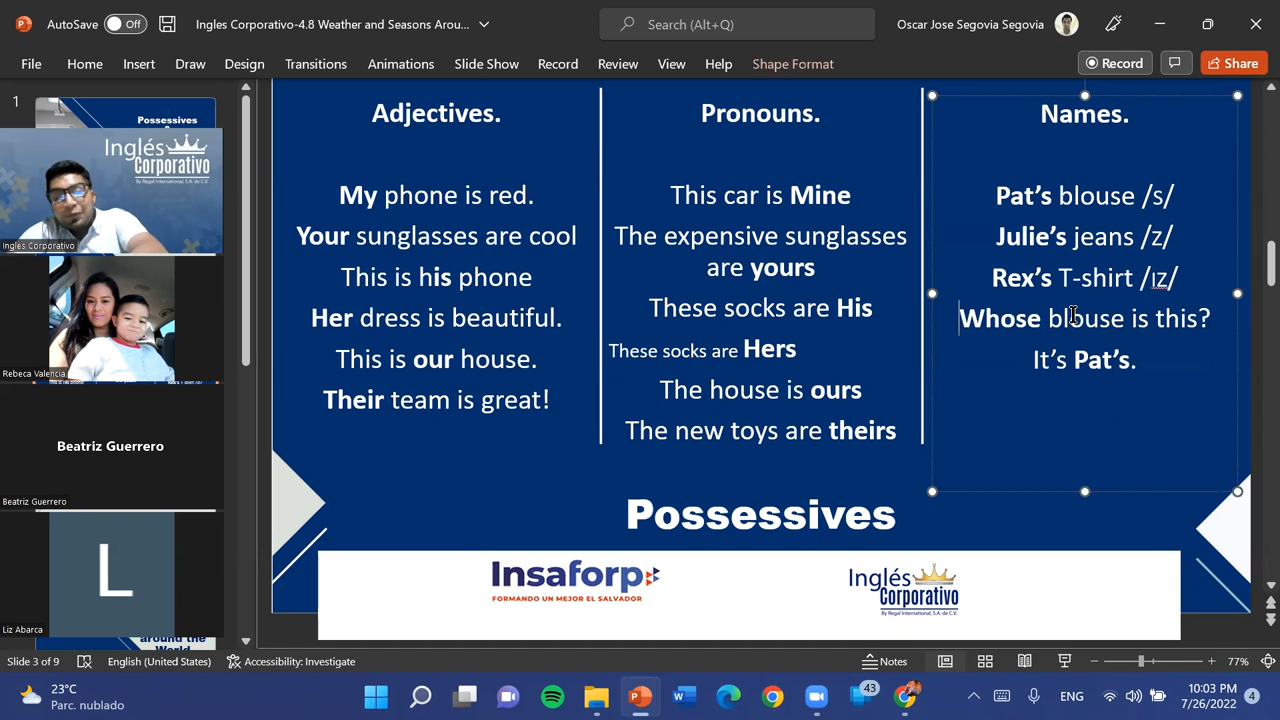 AutoSave Off Ingles Corporativo-4.8 Weather and Seasons Arou... Search (Alt+Q) Oscar Jose Segovia Segovia
File Home Insert Draw Design Transitions Animations Slide Show Record Review View Help Shape Format Record Share
1
Possessives
Inglés
Corporativo
By Regal International, S.A. de C.V.
Ingles Corporativo
Rebeca Valencia
Beatriz Guerrero
Beatriz Guerrero
L
Liz Abarca
around the
World
Adjectives.
My phone is red.
Your sunglasses are cool
This is his phone
Her dress is beautiful.
This is our house.
Their team is great!
Pronouns.
This car is Mine
The expensive sunglasses
are yours
These socks are His
These socks are Hers
The house is ours
The new toys are theirs
Names.
Pat's blouse /s/
Julie's jeans /z/
Rex's T-shirt /ɪz/
Whose blouse is this?
It's Pat's.
Possessives
Insaforp
FORMANDO UN MEJOR EL SALVADOR
Inglés
Corporativo
By Regal International, S.A. de C.V.
Slide 3 of 9 English (United States) Accessibility: Investigate Notes 77%
23°C
Parc. nublado
43
ENG
10:03 PM
7/26/2022
4